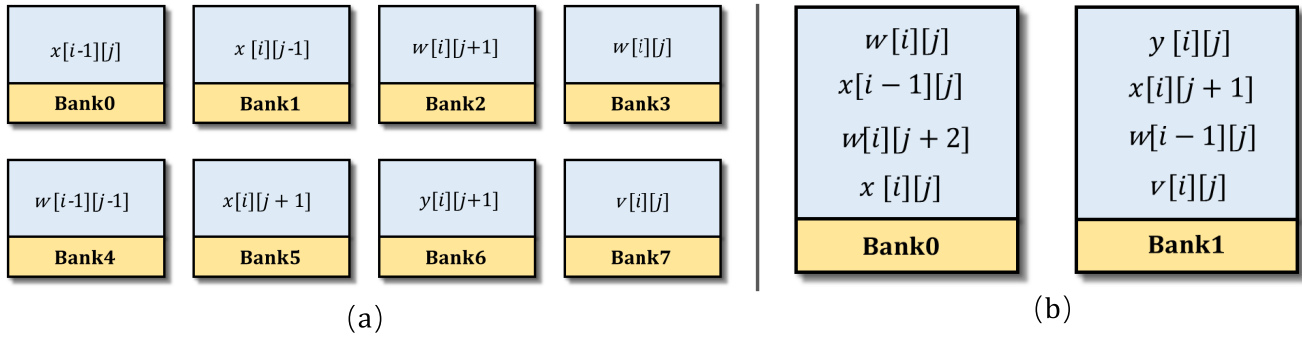 x[i-1][j]
x [i][j-1]
w[i][j+1]
w[i][j]
Bank0
Bank1
Bank2
Bank3
w[i-1][j-1]
x[i][j + 1]
y[i][j+1]
v[i][j]
Bank4
Bank5
Bank6
Bank7
(a)
w[i][j]
x[i − 1][j]
w[i][j + 2]
x [i][j]
Bank0
y [i][j]
x[i][j + 1]
w[i − 1][j]
v[i][j]
Bank1
(b)